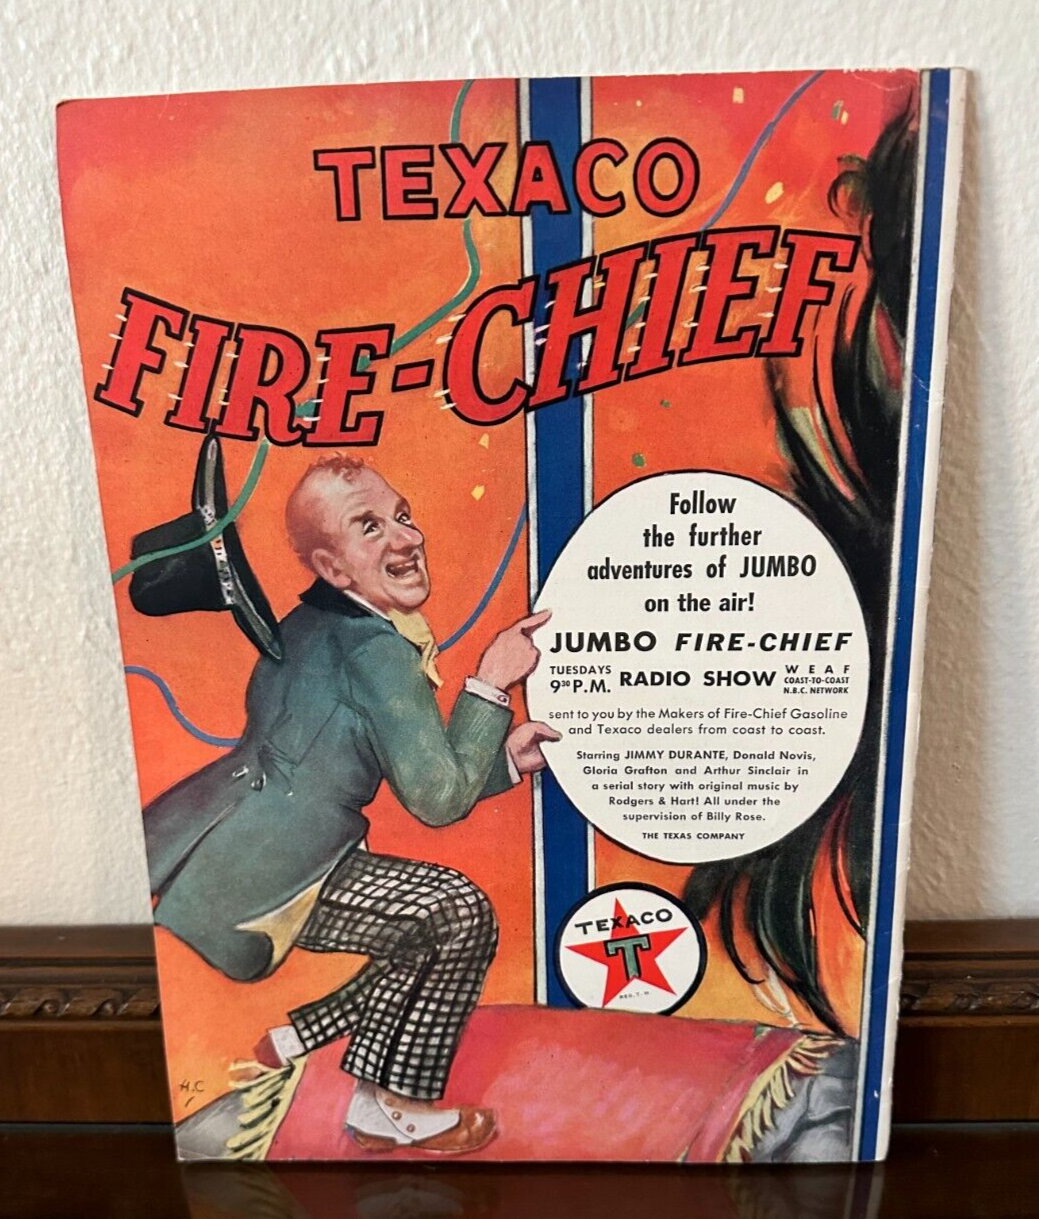 TEXACO
FIRE-CHIEF
Follow
the further
adventures of JUMBO
on the air!
JUMBO FIRE-CHIEF
TUESDAYS
9³⁰ P.M.
RADIO SHOW
WEAF
COAST-TO-COAST
N.B.C. NETWORK
sent to you by the Makers of Fire-Chief Gasoline
and Texaco dealers from coast to coast.
Starring JIMMY DURANTE, Donald Novis,
Gloria Grafton and Arthur Sinclair in
a serial story with original music by
Rodgers & Hart! All under the
supervision of Billy Rose.
THE TEXAS COMPANY
TEXACO
T
REG. T. M.
H.C